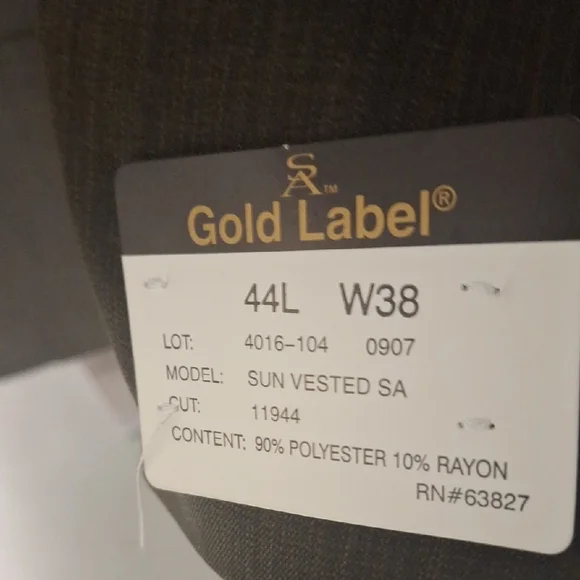 SA™
Gold Label®
44L W38
LOT: 4016-104 0907
MODEL: SUN VESTED SA
CUT: 11944
CONTENT: 90% POLYESTER 10% RAYON
RN#63827